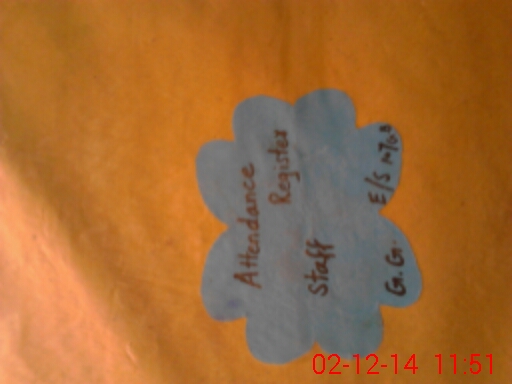 Attendance
Register
Staff
G.G. E/S
02-12-14 11:51